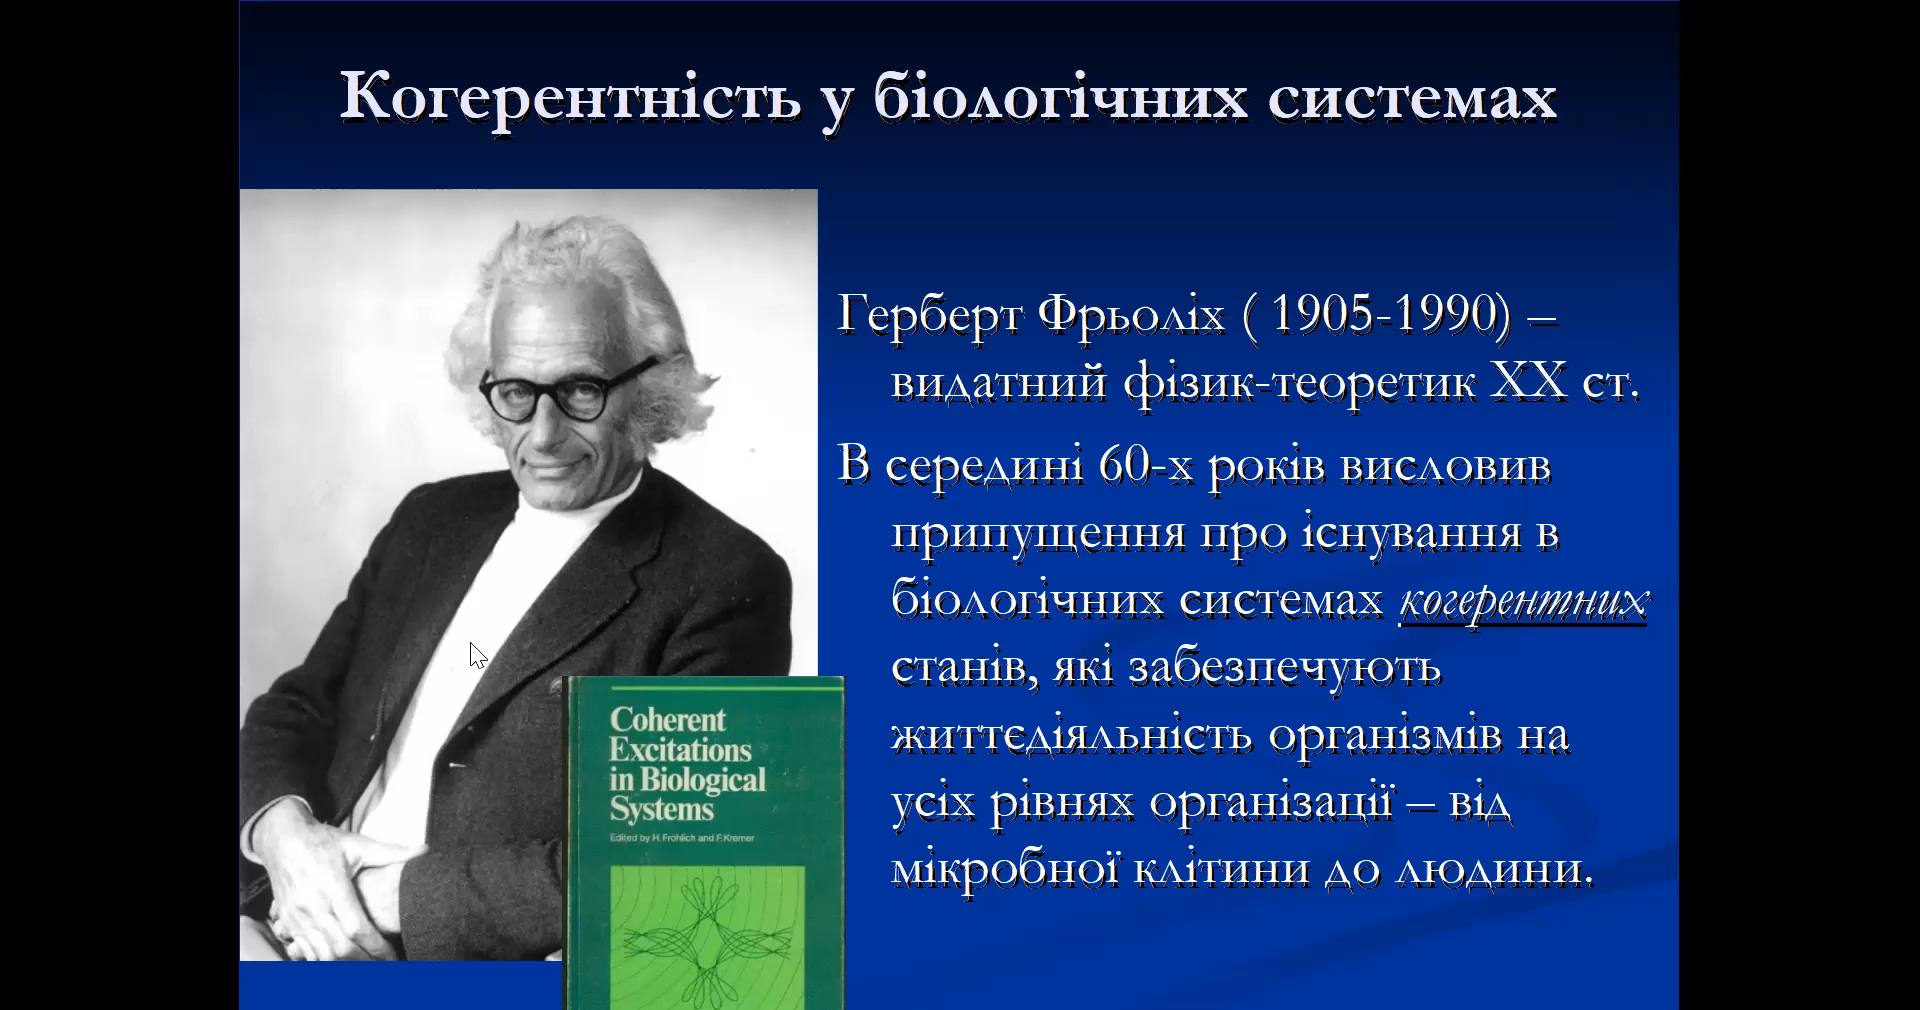 Когерентність у біологічних системах
Герберт Фрьоліх ( 1905-1990) –
видатний фізик-теоретик XX ст.
В середині 60-х років висловив
припущення про існування в
біологічних системах когерентних
станів, які забезпечують
життєдіяльність організмів на
усіх рівнях організації – від
мікробної клітини до людини.
Coherent
Excitations
in Biological
Systems
Edited by H. Fröhlich and F. Kremer